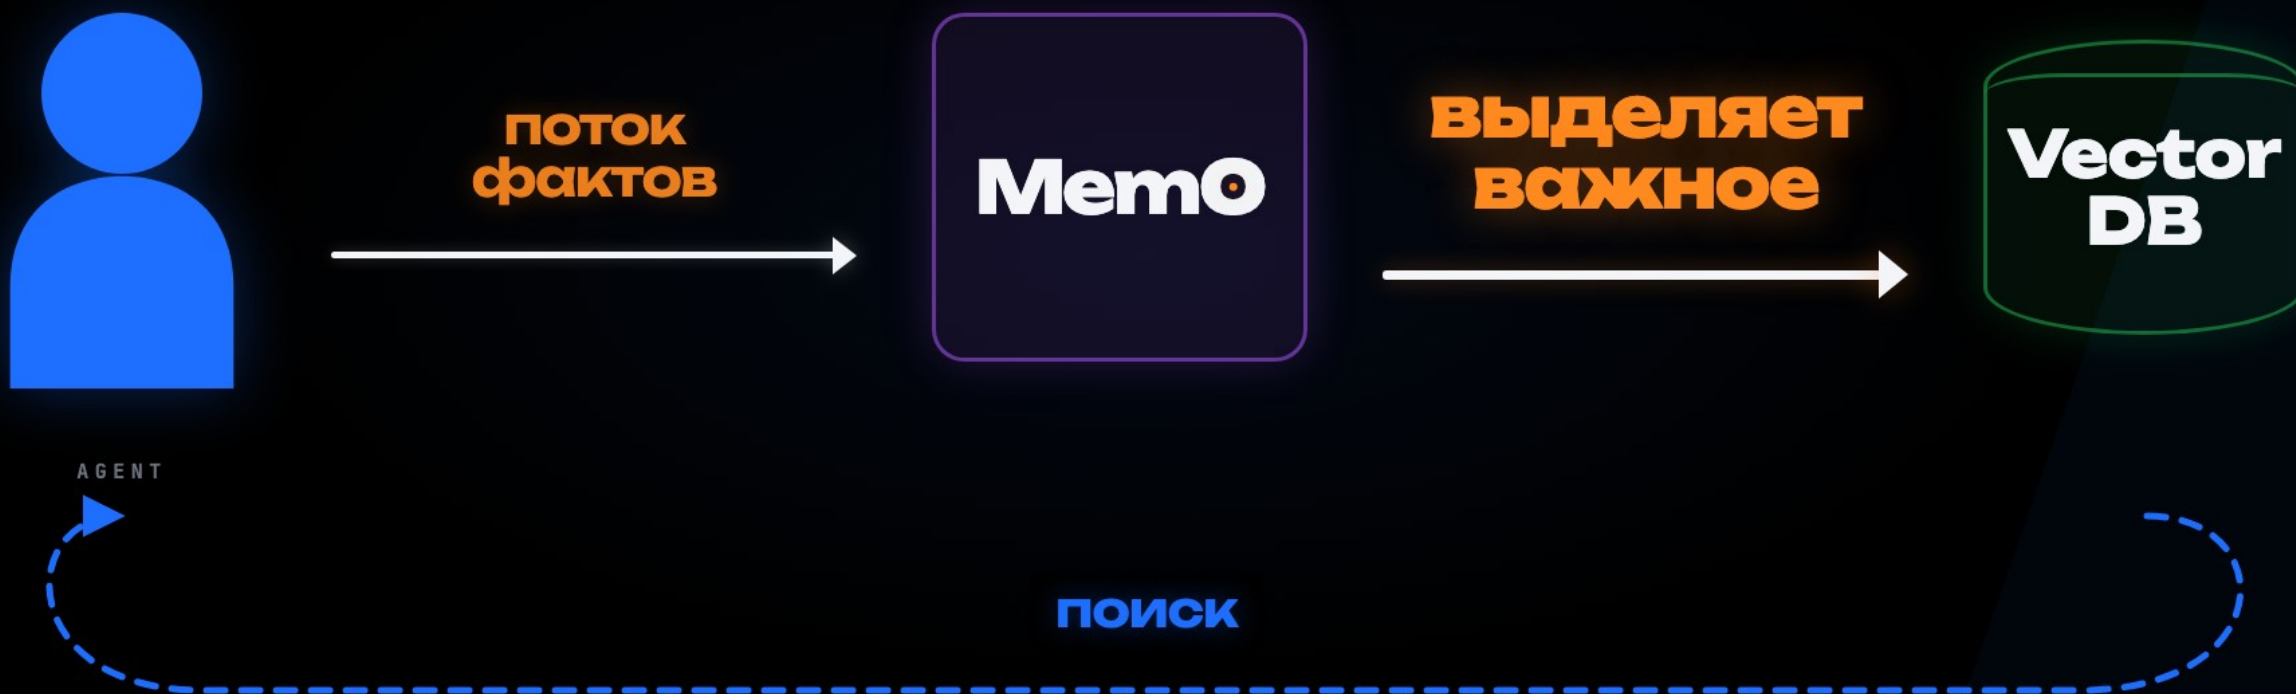 поток
фактов
Mem0
выделяет
важное
Vector
DB
AGENT
поиск